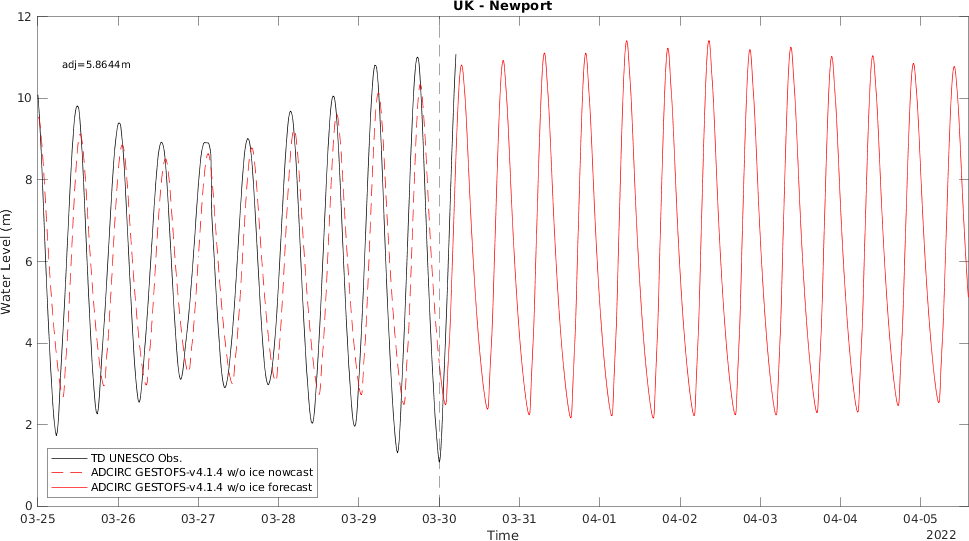 UK - Newport
12
10
8
6
4
2
0
Water Level (m)
adj=5.8644m
TD UNESCO Obs.
ADCIRC GESTOFS-v4.1.4 w/o ice nowcast
ADCIRC GESTOFS-v4.1.4 w/o ice forecast
03-25 03-26 03-27 03-28 03-29 03-30 03-31 04-01 04-02 04-03 04-04 04-05
Time
2022